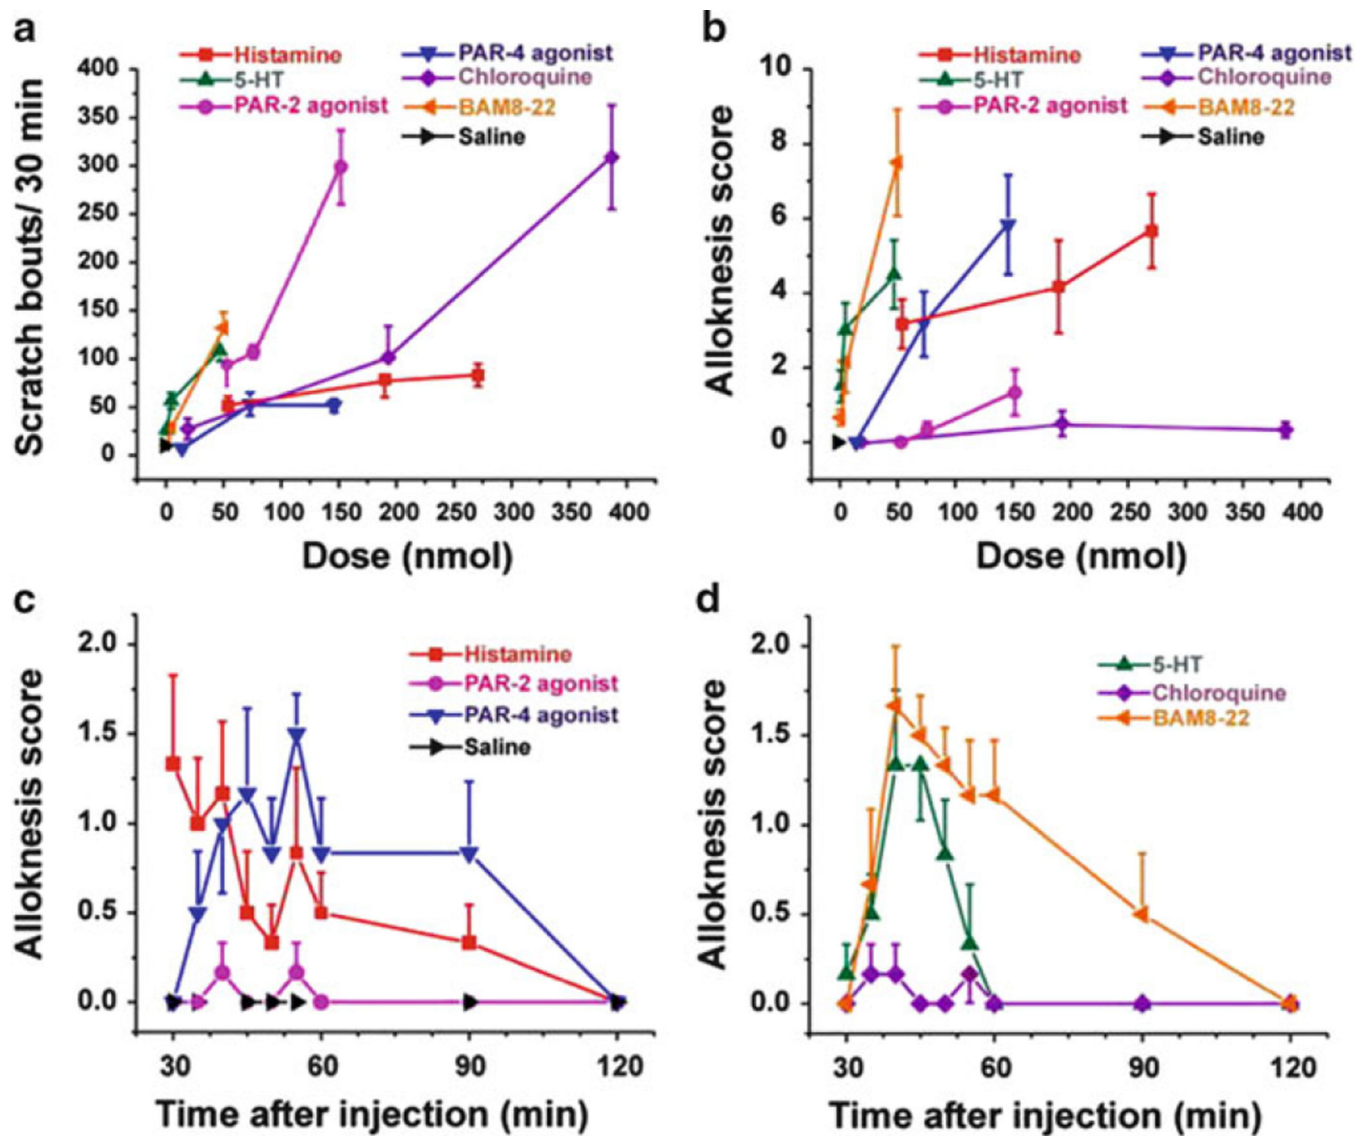 a
Histamine
5-HT
PAR-2 agonist
PAR-4 agonist
Chloroquine
BAM8-22
Saline
400
350
300
250
200
150
100
50
0
Scratch bouts/ 30 min
0 50 100 150 200 250 300 350 400
Dose (nmol)
b
Histamine
5-HT
PAR-2 agonist
PAR-4 agonist
Chloroquine
BAM8-22
Saline
10
8
6
4
2
0
Alloknesis score
0 50 100 150 200 250 300 350 400
Dose (nmol)
c
Histamine
PAR-2 agonist
PAR-4 agonist
Saline
2.0
1.5
1.0
0.5
0.0
Alloknesis score
30 60 90 120
Time after injection (min)
d
5-HT
Chloroquine
BAM8-22
2.0
1.5
1.0
0.5
0.0
Alloknesis score
30 60 90 120
Time after injection (min)